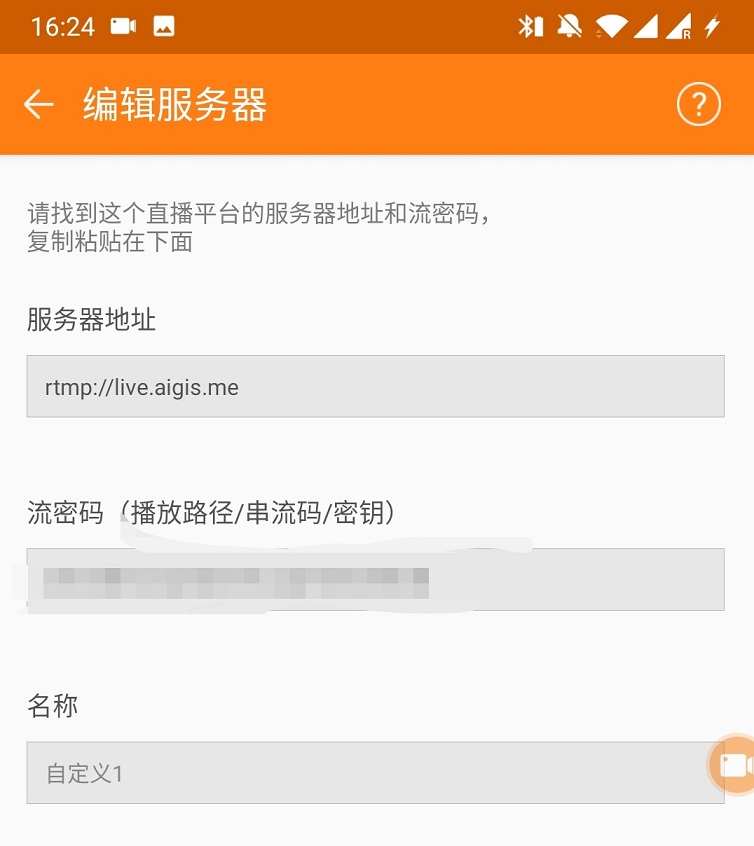 16:24
R
编辑服务器
?
请找到这个直播平台的服务器地址和流密码，
复制粘贴在下面
服务器地址
rtmp://live.aigis.me
流密码（播放路径/串流码/密钥）
名称
自定义1